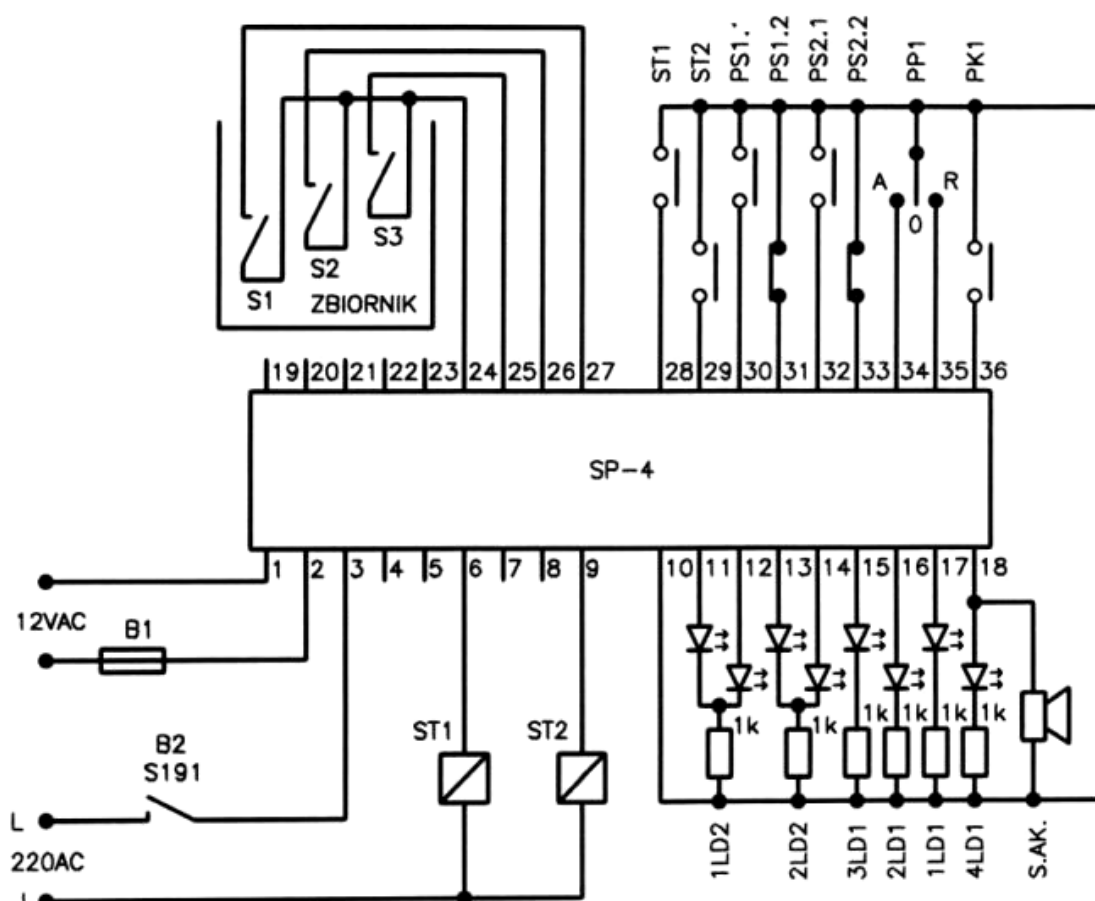 ST1 ST2 PS1.1 PS1.2 PS2.1 PS2.2 PP1 PK1
A R
0
S1 S2 S3
ZBIORNIK
19 20 21 22 23 24 25 26 27 28 29 30 31 32 33 34 35 36
SP-4
1 2 3 4 5 6 7 8 9 10 11 12 13 14 15 16 17 18
12VAC
B1
ST1 ST2
1k 1k 1k 1k 1k 1k
B2
S191
L
220AC
1LD2 2LD2 3LD1 2LD1 1LD1 4LD1 S.AK.